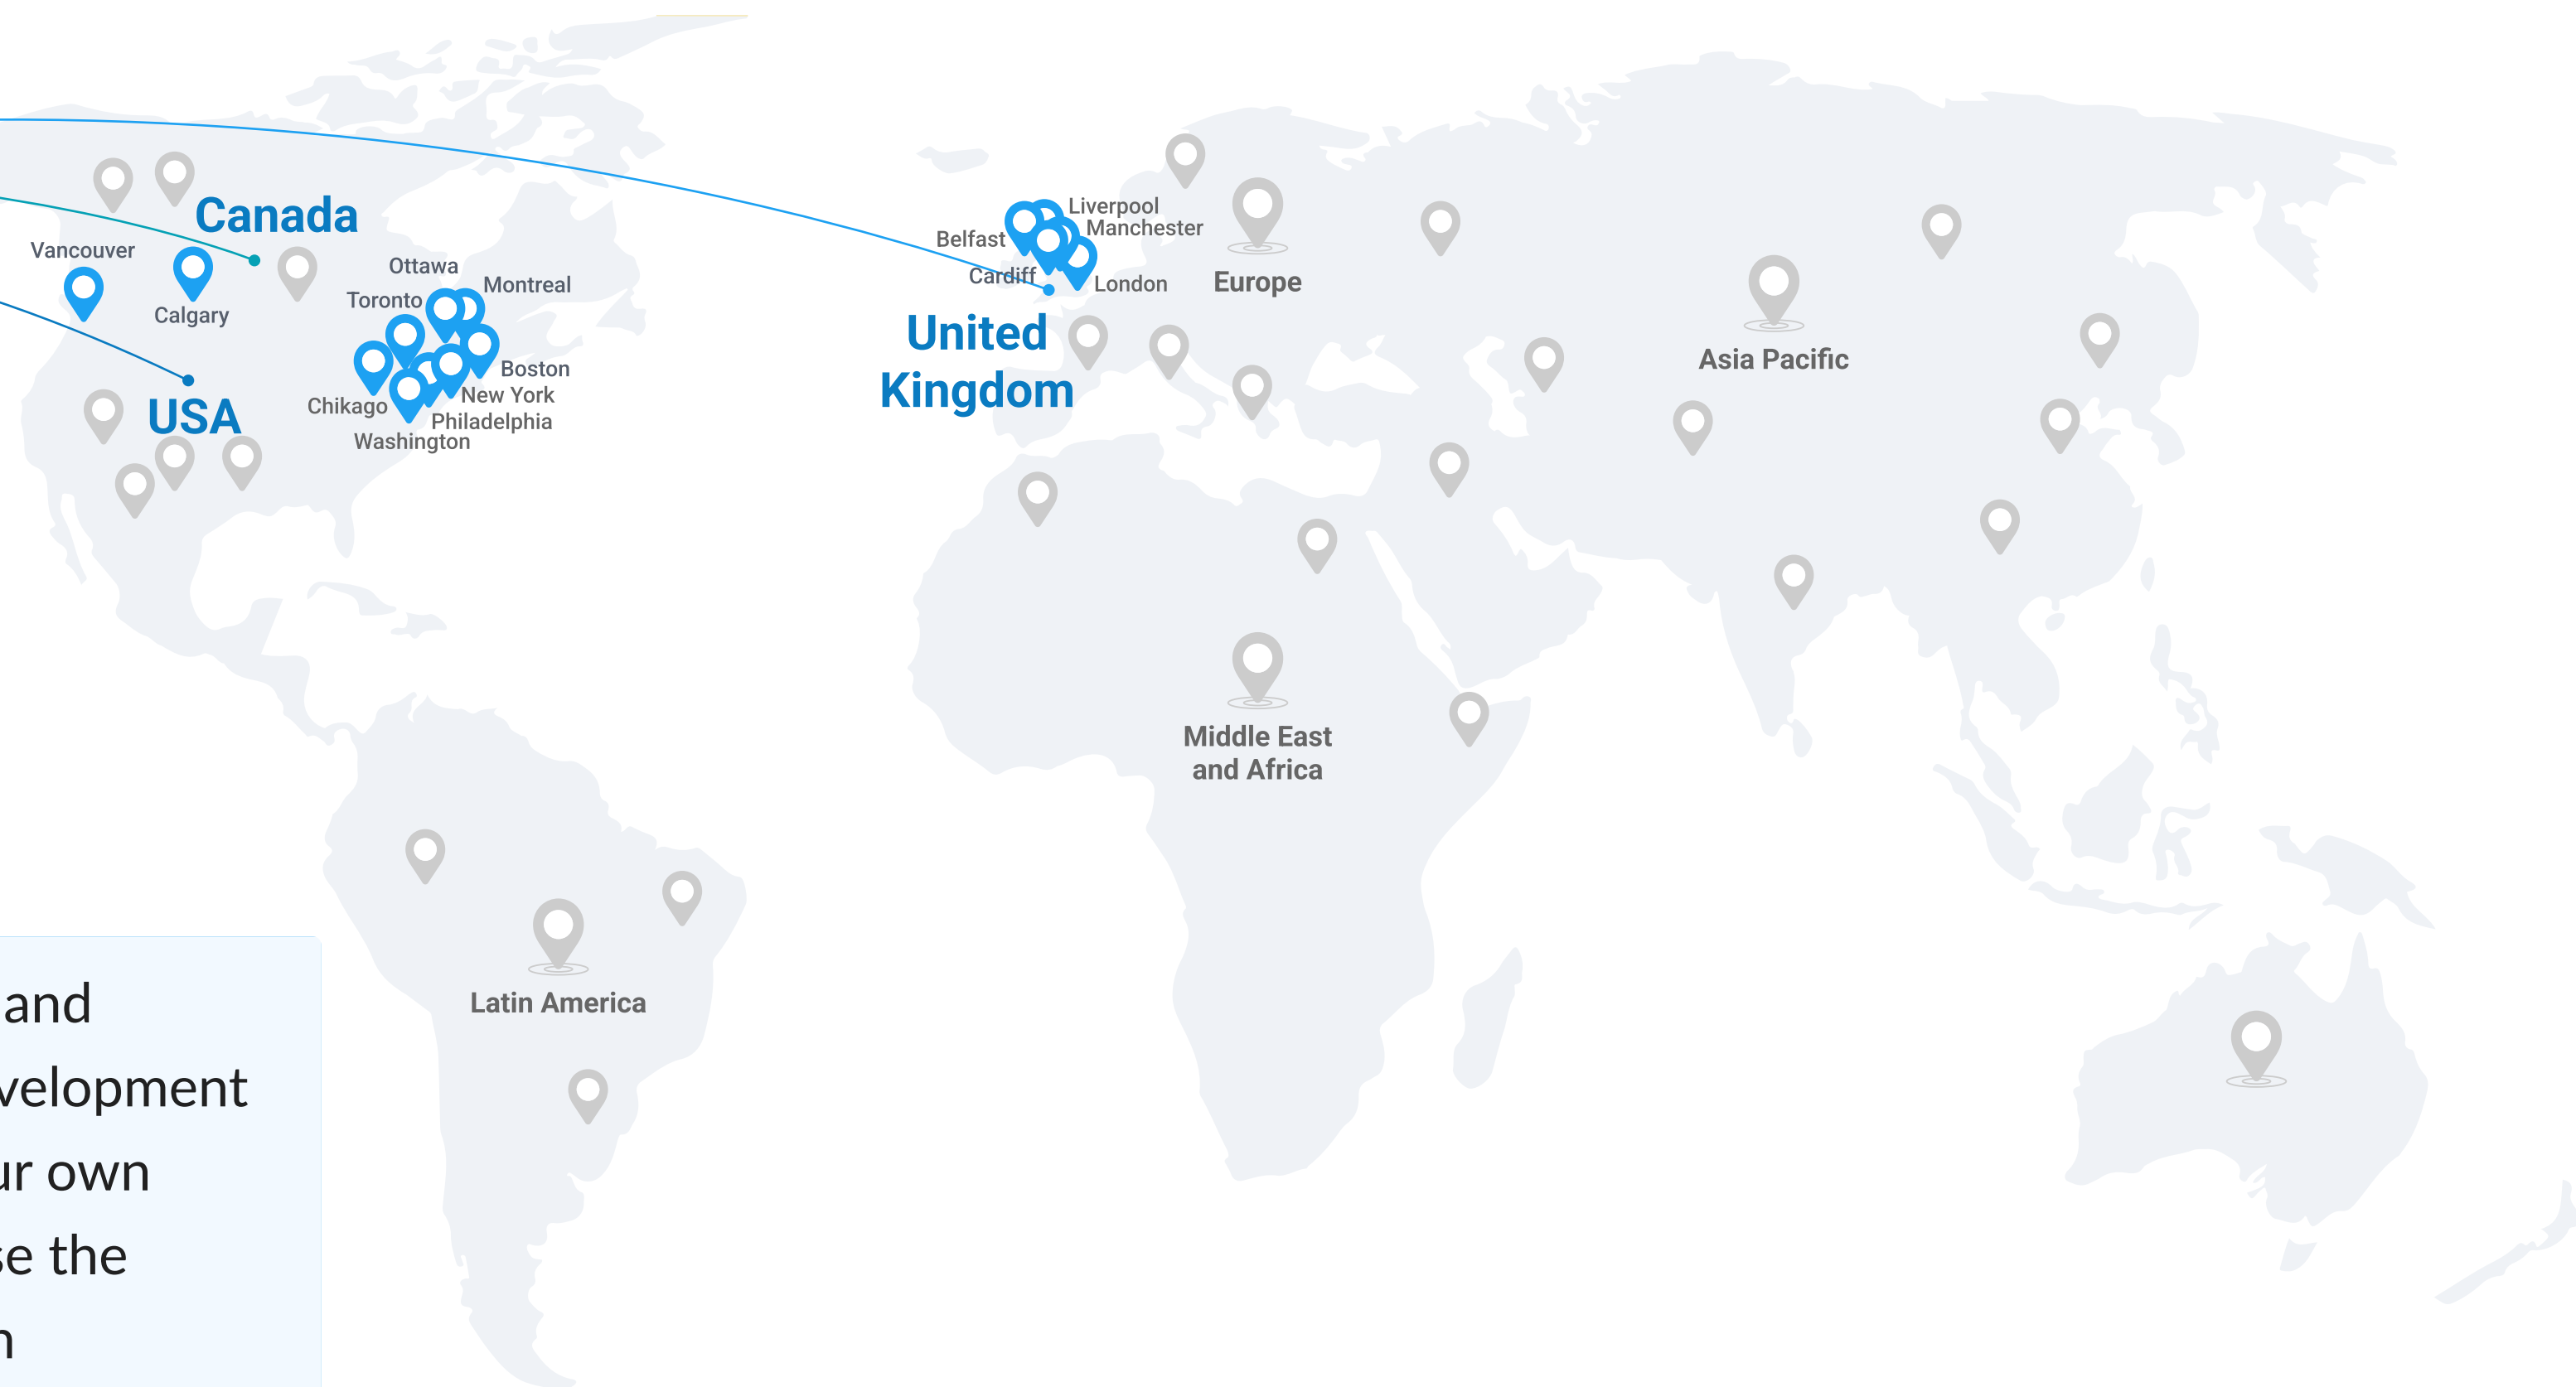 Canada
Vancouver
Calgary
Ottawa
Montreal
Toronto
Boston
New York
Chikago
Philadelphia
Washington
USA
Liverpool
Manchester
Belfast
Cardiff
London
United
Kingdom
Europe
Asia Pacific
Middle East
and Africa
Latin America
and
velopment
ur own
se the
n